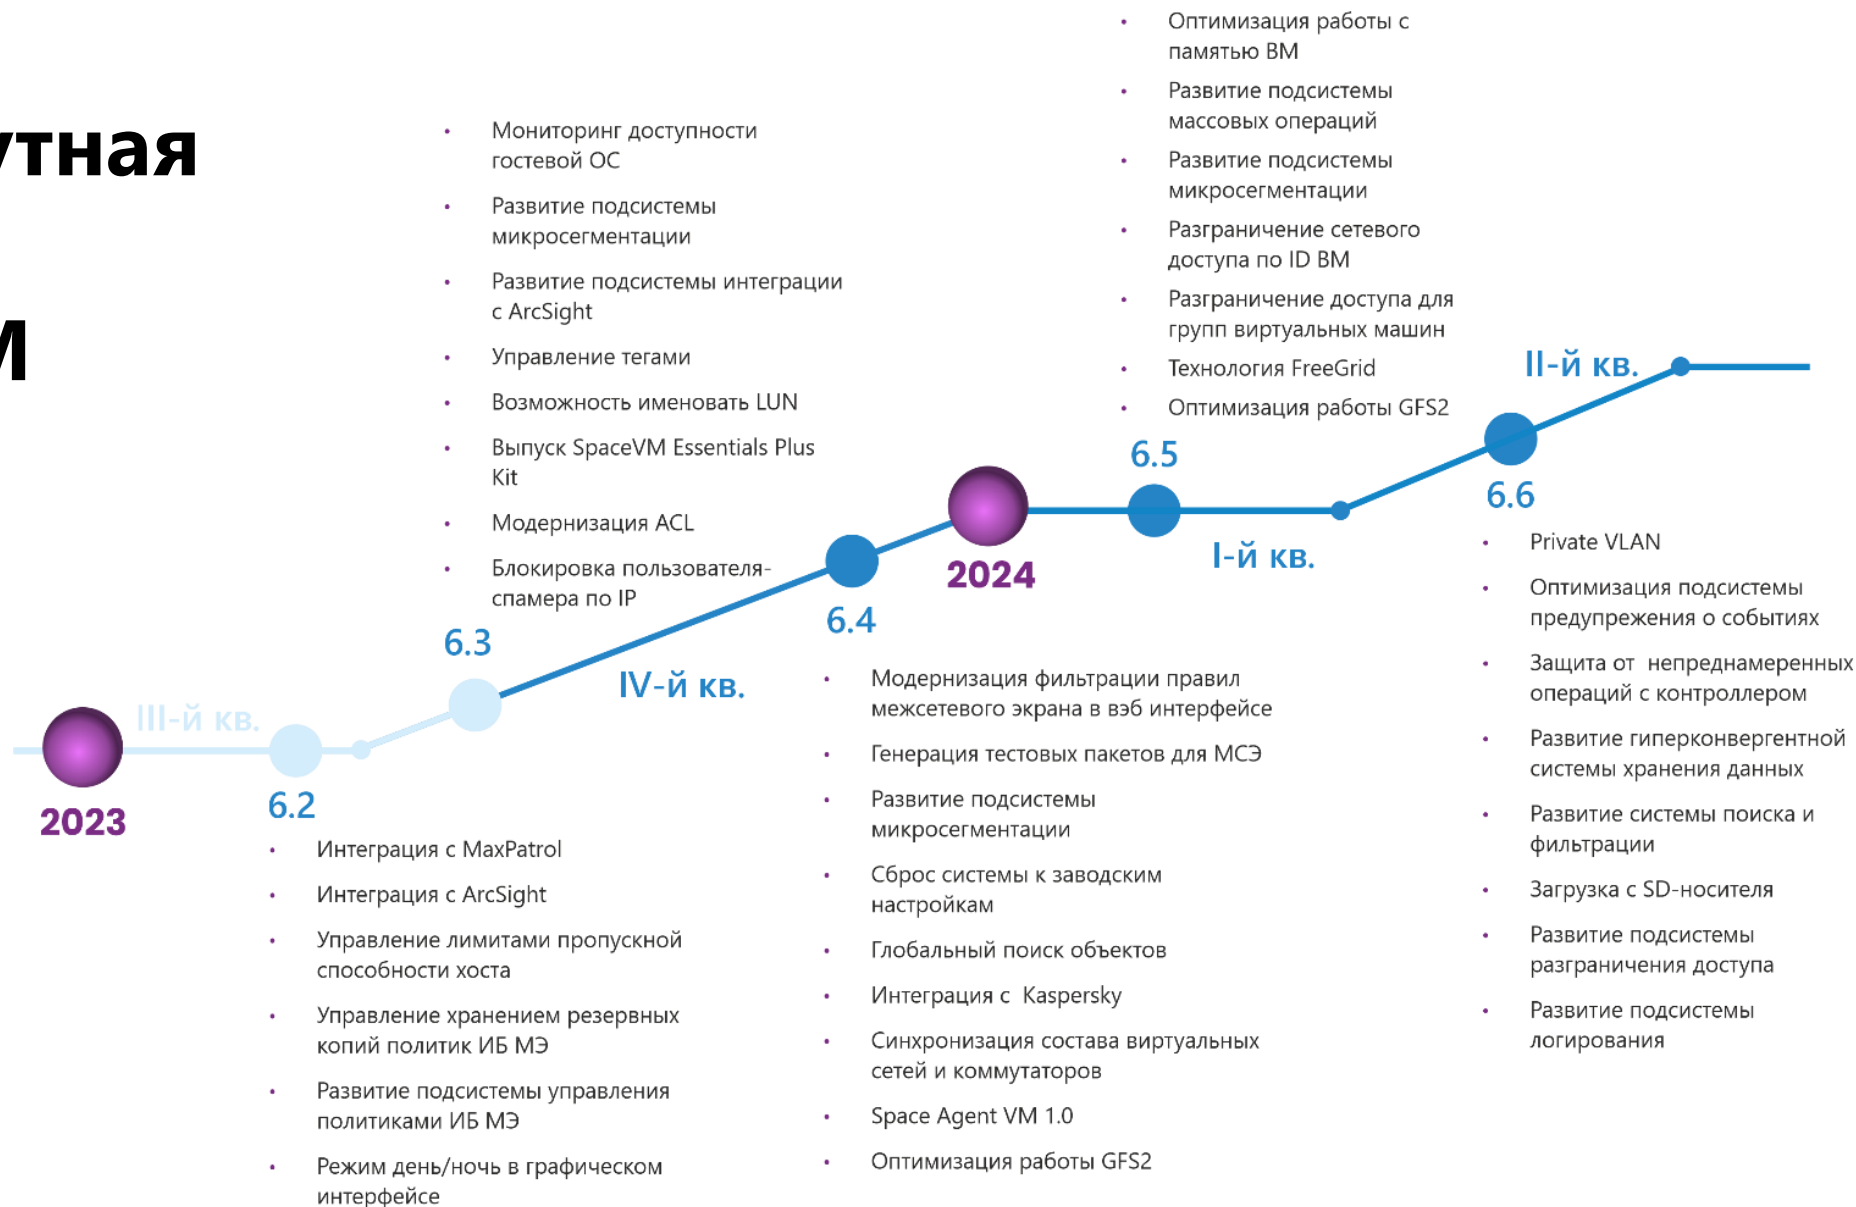 утная
М
2023
III-й кв.
6.2
• Интеграция с MaxPatrol
• Интеграция с ArcSight
• Управление лимитами пропускной
способности хоста
• Управление хранением резервных
копий политик ИБ МЭ
• Развитие подсистемы управления
политиками ИБ МЭ
• Режим день/ночь в графическом
интерфейсе
• Мониторинг доступности
гостевой ОС
• Развитие подсистемы
микросегментации
• Развитие подсистемы интеграции
с ArcSight
• Управление тегами
• Возможность именовать LUN
• Выпуск SpaceVM Essentials Plus
Kit
• Модернизация ACL
• Блокировка пользователя-
спамера по IP
6.3
IV-й кв.
6.4
• Модернизация фильтрации правил
межсетевого экрана в вэб интерфейсе
• Генерация тестовых пакетов для МСЭ
• Развитие подсистемы
микросегментации
• Сброс системы к заводским
настройкам
• Глобальный поиск объектов
• Интеграция с Kaspersky
• Синхронизация состава виртуальных
сетей и коммутаторов
• Space Agent VM 1.0
• Оптимизация работы GFS2
2024
• Оптимизация работы с
памятью ВМ
• Развитие подсистемы
массовых операций
• Развитие подсистемы
микросегментации
• Разграничение сетевого
доступа по ID ВМ
• Разграничение доступа для
групп виртуальных машин
• Технология FreeGrid
• Оптимизация работы GFS2
6.5
I-й кв.
II-й кв.
6.6
• Private VLAN
• Оптимизация подсистемы
предупрежения о событиях
• Защита от непреднамеренных
операций с контроллером
• Развитие гиперконвергентной
системы хранения данных
• Развитие системы поиска и
фильтрации
• Загрузка с SD-носителя
• Развитие подсистемы
разграничения доступа
• Развитие подсистемы
логирования